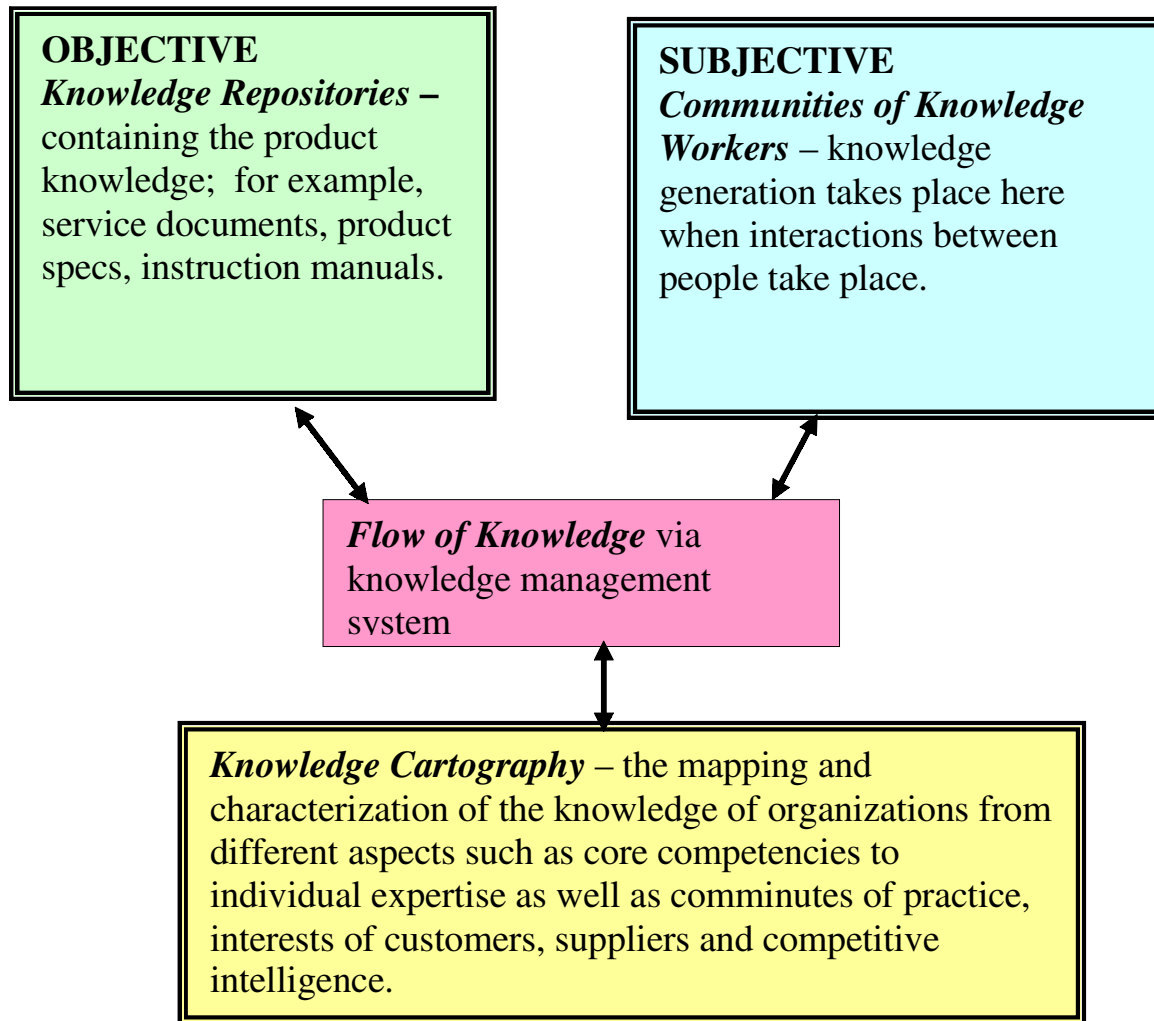 OBJECTIVE
Knowledge Repositories –
containing the product
knowledge; for example,
service documents, product
specs, instruction manuals.
SUBJECTIVE
Communities of Knowledge
Workers – knowledge
generation takes place here
when interactions between
people take place.
Flow of Knowledge via
knowledge management
system
Knowledge Cartography – the mapping and
characterization of the knowledge of organizations from
different aspects such as core competencies to
individual expertise as well as comminutes of practice,
interests of customers, suppliers and competitive
intelligence.